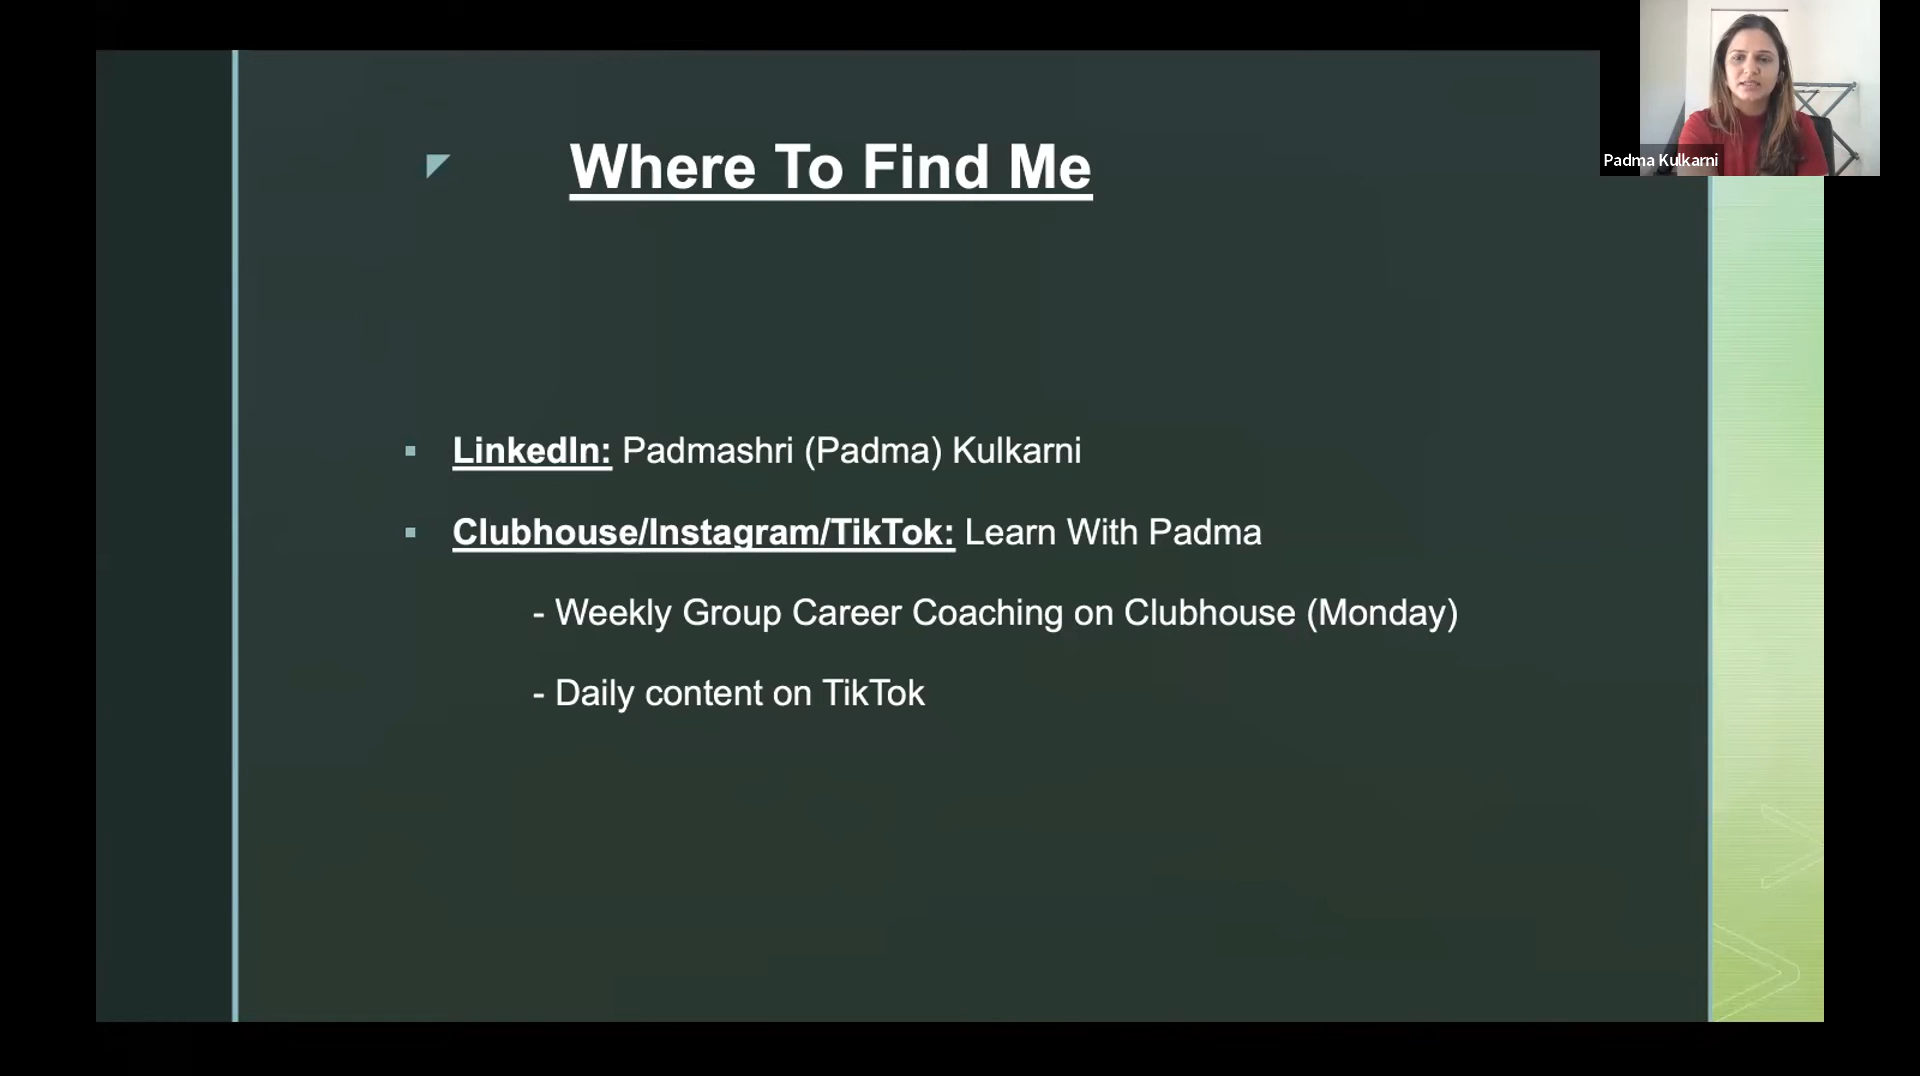 Where To Find Me
Padma Kulkarni
LinkedIn: Padmashri (Padma) Kulkarni
Clubhouse/Instagram/TikTok: Learn With Padma
- Weekly Group Career Coaching on Clubhouse (Monday)
- Daily content on TikTok